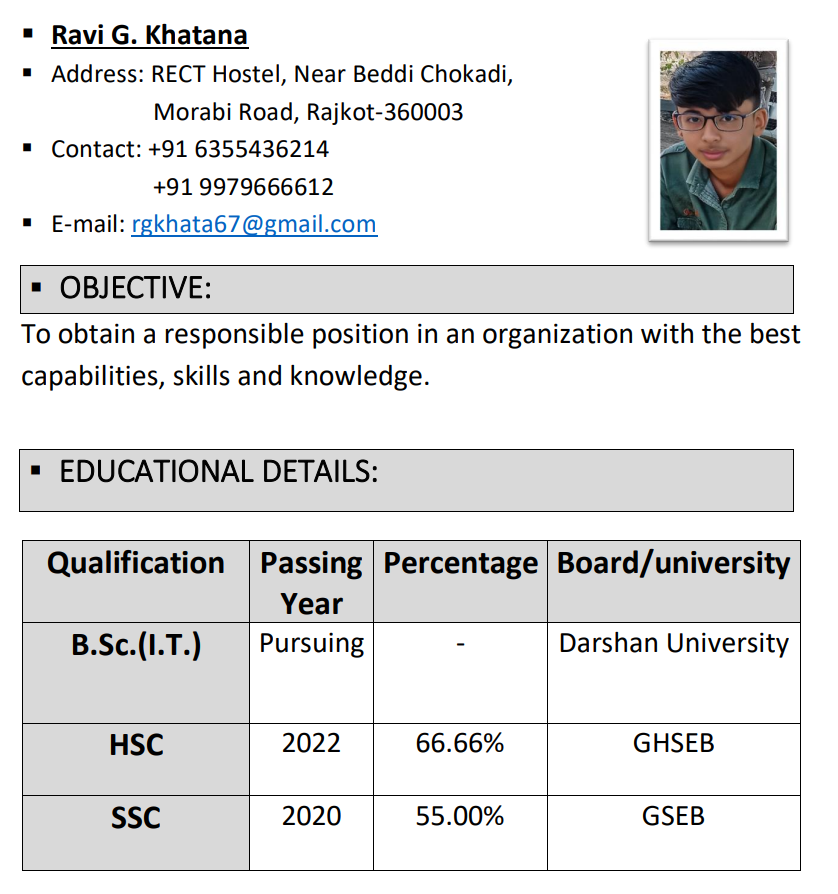 Ravi G. Khatana
Address: RECT Hostel, Near Beddi Chokadi,
Morabi Road, Rajkot-360003
Contact: +91 6355436214
+91 9979666612
E-mail: rgkhata67@gmail.com
OBJECTIVE:
To obtain a responsible position in an organization with the best
capabilities, skills and knowledge.
EDUCATIONAL DETAILS:
Qualification Passing Year Percentage Board/university
B.Sc.(I.T.) Pursuing - Darshan University
HSC 2022 66.66% GHSEB
SSC 2020 55.00% GSEB